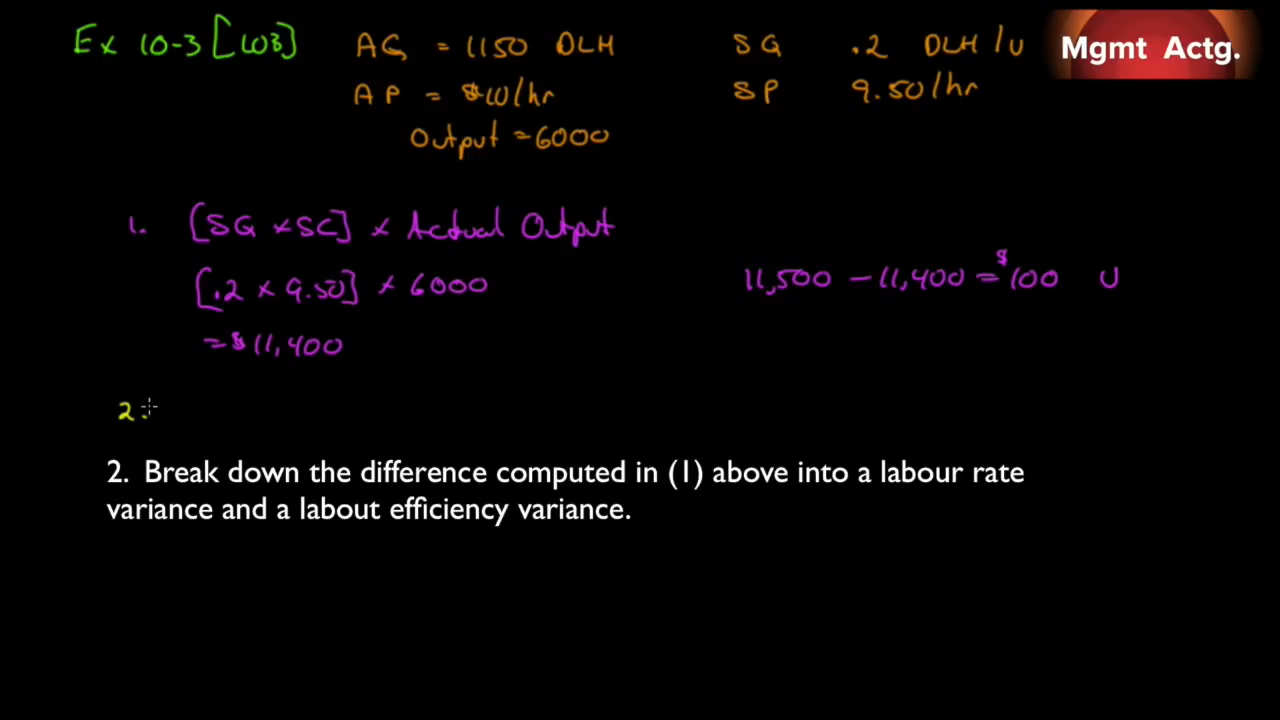 Ex 10-3 [LO3]
AQ = 1150 DLH
SQ .2 DLH/U
Mgmt Actg.
AP = $10/hr
SP 9.50/hr
Output = 6000
1. [SQ x SC] x Actual Output
[.2 x 9.50] x 6000
11,500 – 11,400 = $100 U
= $11,400
2.
2. Break down the difference computed in (1) above into a labour rate
variance and a labout efficiency variance.